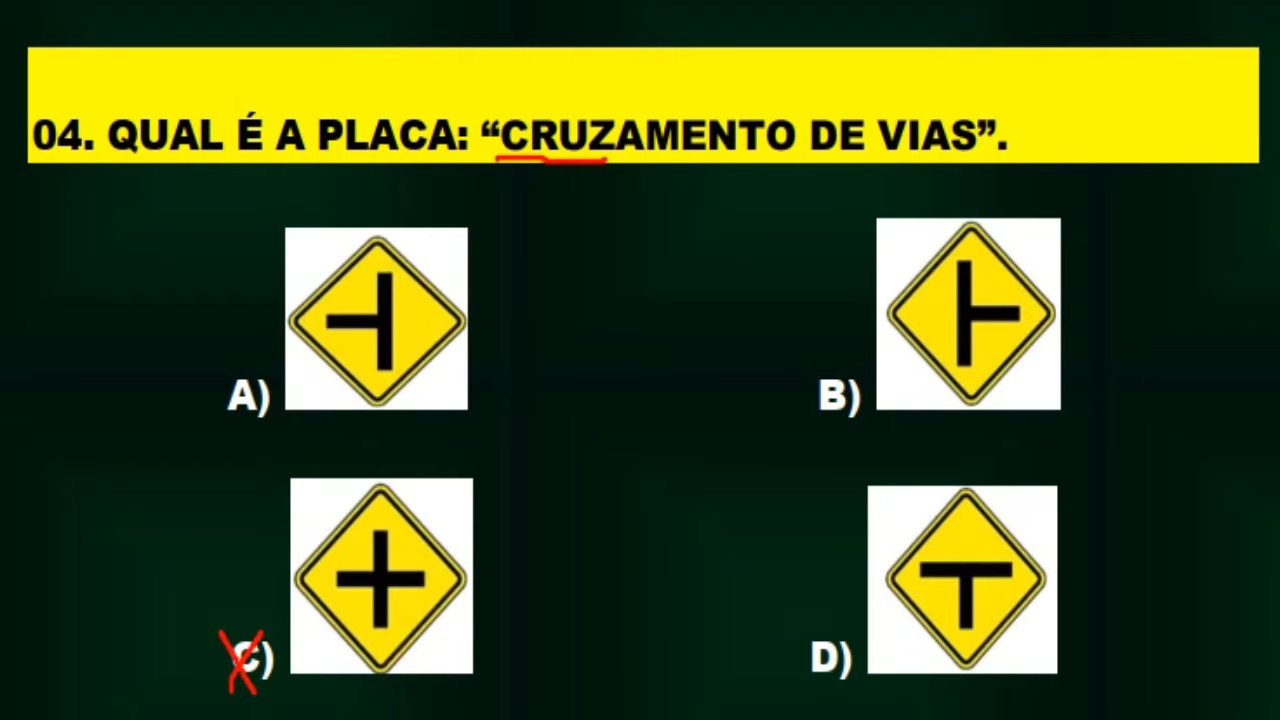 04. QUAL É A PLACA: “CRUZAMENTO DE VIAS”.
A)
B)
C)
D)